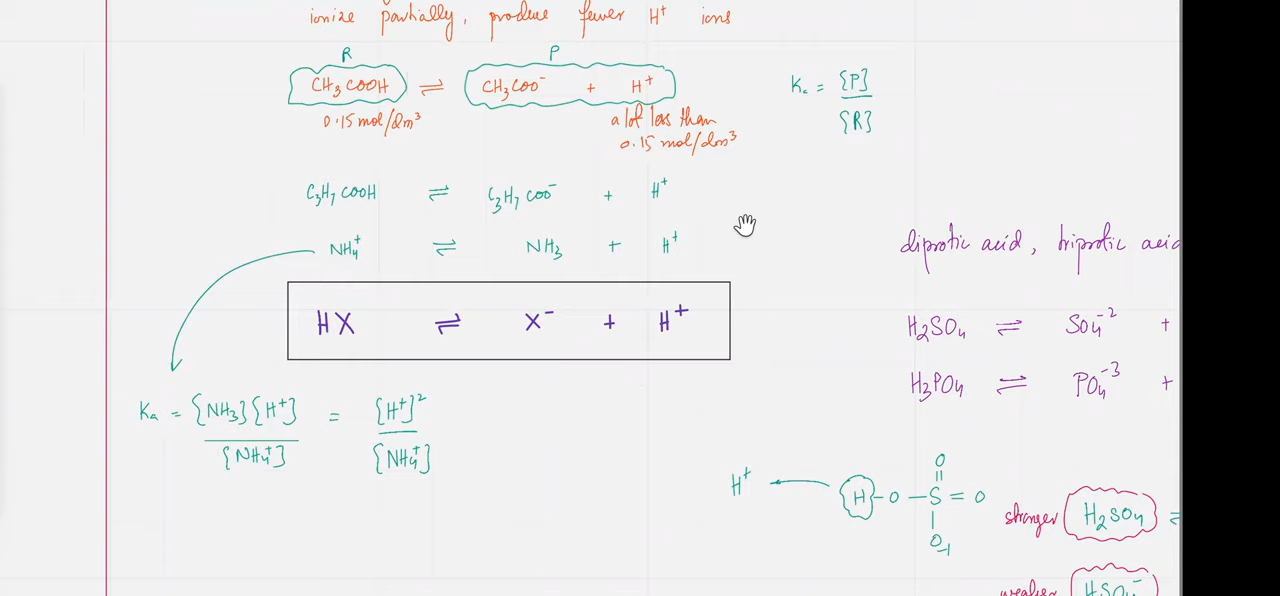 ionize partially, produce fewer H⁺ ions
R P
CH₃COOH ⇌ CH₃COO⁻ + H⁺
0.15 mol/dm³ a lot less than
0.15 mol/dm³
Kₐ = {P}
{R}
C₃H₇COOH ⇌ C₃H₇COO⁻ + H⁺
NH₄⁺ ⇌ NH₃ + H⁺
HX ⇌ X⁻ + H⁺
Kₐ = {NH₃}{H⁺} = [H⁺]²
{NH₄⁺} {NH₄⁺}
diprotic acid, triprotic acid
H₂SO₄ ⇌ SO₄⁻² +
H₃PO₄ ⇌ PO₄⁻³ +
O
H⁺ ← H-O-S=O
O₋₁
stronger H₂SO₄ ⇌
weaker HSO₄⁻